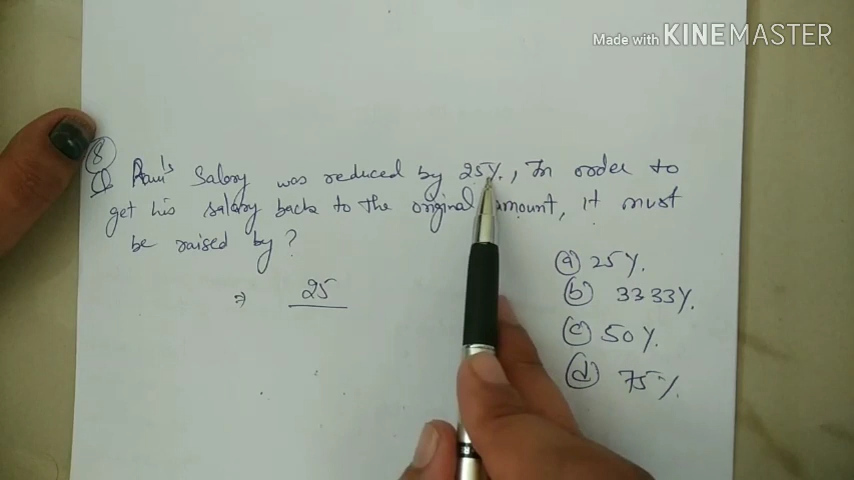 Made with KINEMASTER
8
Q Ram's Salary was reduced by 25%, In order to
get his salary back to the original amount, it must
be raised by?
⇒ 25
(a) 25%.
(b) 33 33%.
(c) 50%.
(d) 75%